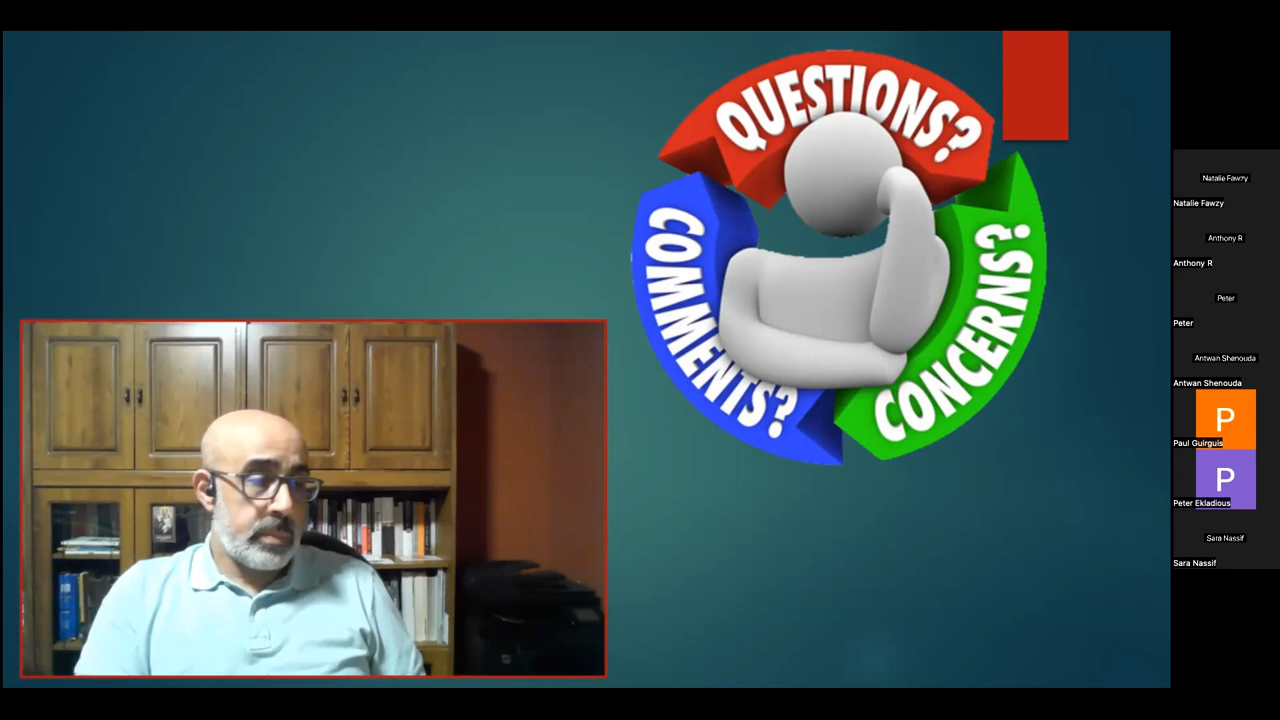 QUESTIONS?
COMMENTS?
CONCERNS?
Natalie Fawzy
Natalie Fawzy
Anthony R
Anthony R
Peter
Peter
Antwan Shenouda
Antwan Shenouda
P
Paul Guirguis
P
Peter Ekladious
Sara Nassif
Sara Nassif